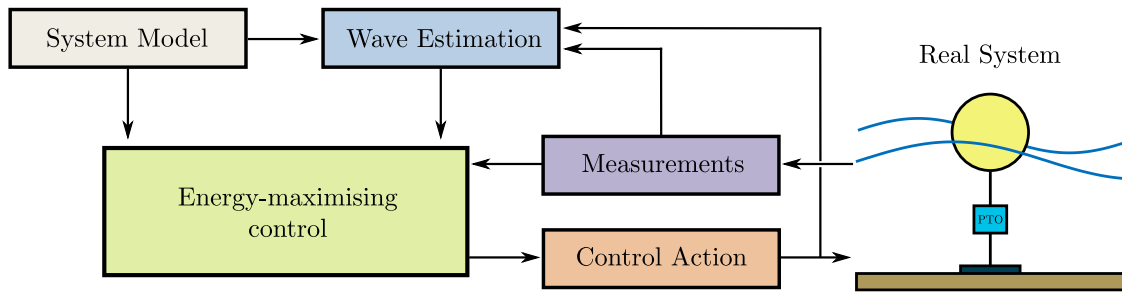 System Model
Wave Estimation
Real System
Measurements
Energy-maximising
control
PTO
Control Action